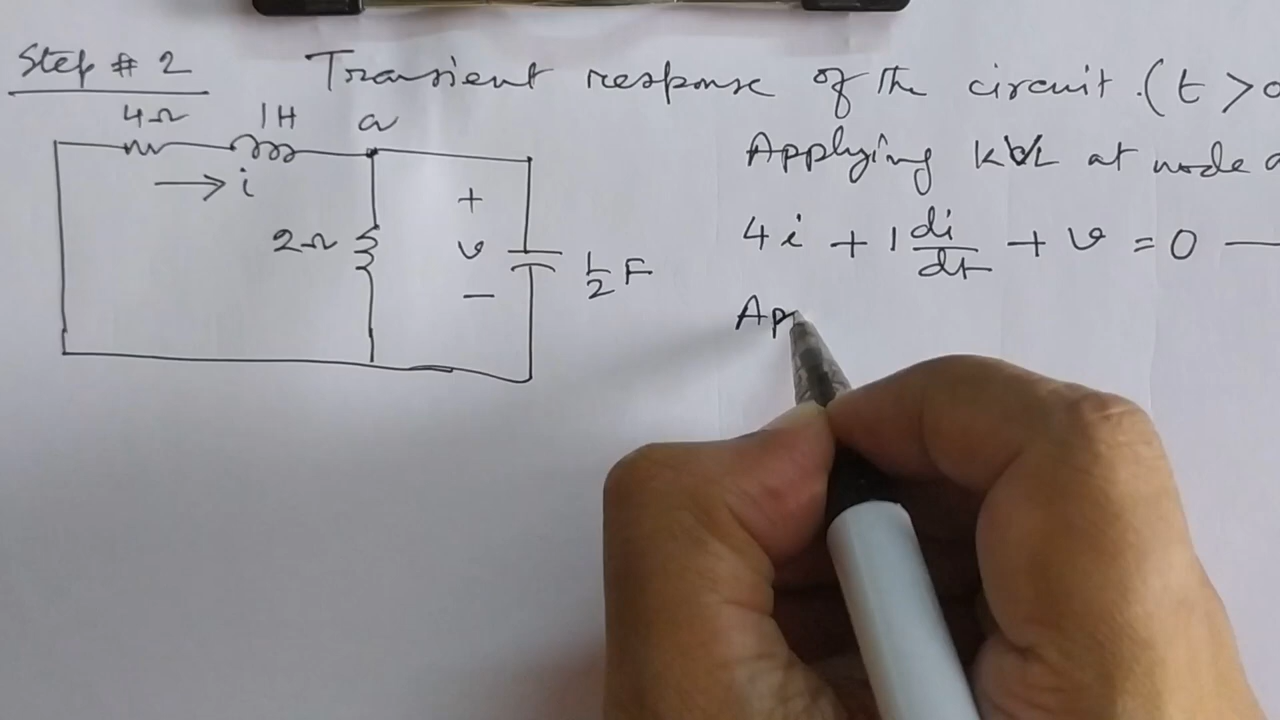 Step # 2
Transient response of the circuit. (t > 0
4Ω 1H a
Applying KVL at node a
→ i
+
2Ω v ½ F
−
4i + 1 di/dt + v = 0 —
Ap